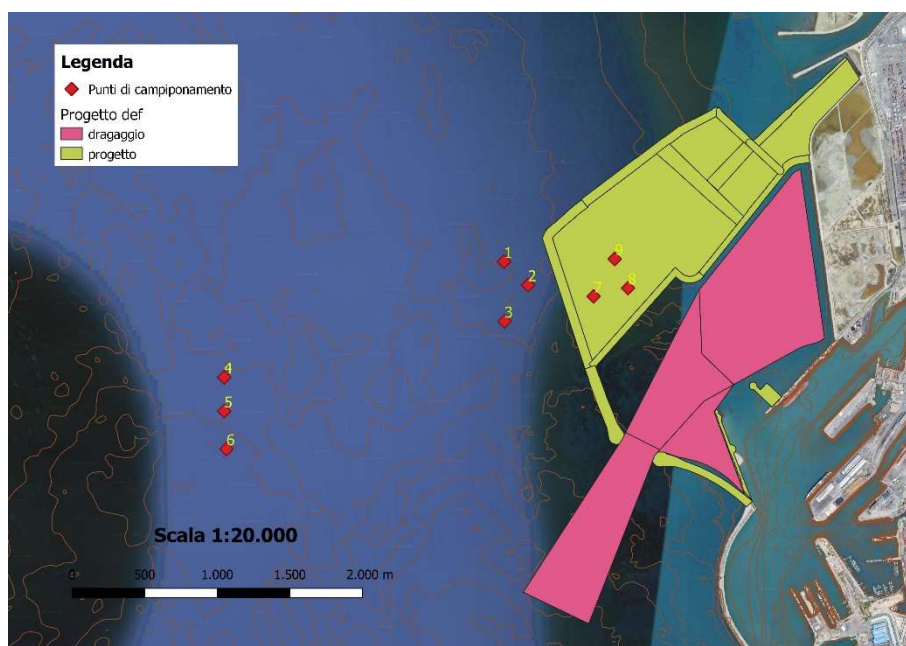 Legenda
Punti di campiponamento
Progetto def
dragaggio
progetto
1
2
3
4
5
6
7
8
9
Scala 1:20.000
0 500 1.000 1.500 2.000 m